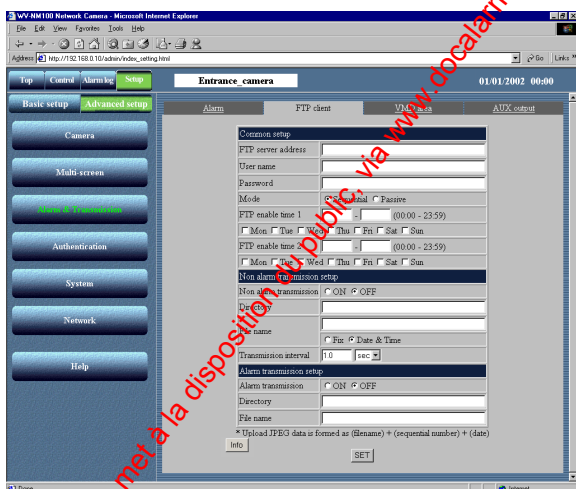 WV-NM100 Network Camera - Microsoft Internet Explorer
File Edit View Favorites Tools Help
Address http://192.168.0.10/admin/index_setting.html Go Links »
Top Control Alarm log Setup Entrance_camera 01/01/2002 00:00
Basic setup Advanced setup
Alarm FTP client VMD area AUX output
Camera
Multi-screen
Alarm & Transmission
Authentication
System
Network
Help
Common setup
FTP server address
User name
Password
Mode Sequential Passive
FTP enable time 1 - (00:00 - 23:59)
Mon Tue Wed Thu Fri Sat Sun
FTP enable time 2 - (00:00 - 23:59)
Mon Tue Wed Thu Fri Sat Sun
Non alarm transmission setup
Non alarm transmission ON OFF
Directory
File name
Fix Date & Time
Transmission interval 1.0 sec
Alarm transmission setup
Alarm transmission ON OFF
Directory
File name
* Upload JPEG data is formed as (filename) + (sequential number) + (date)
Info
SET
Done Internet
met à la disposition du public, via www.docalarm